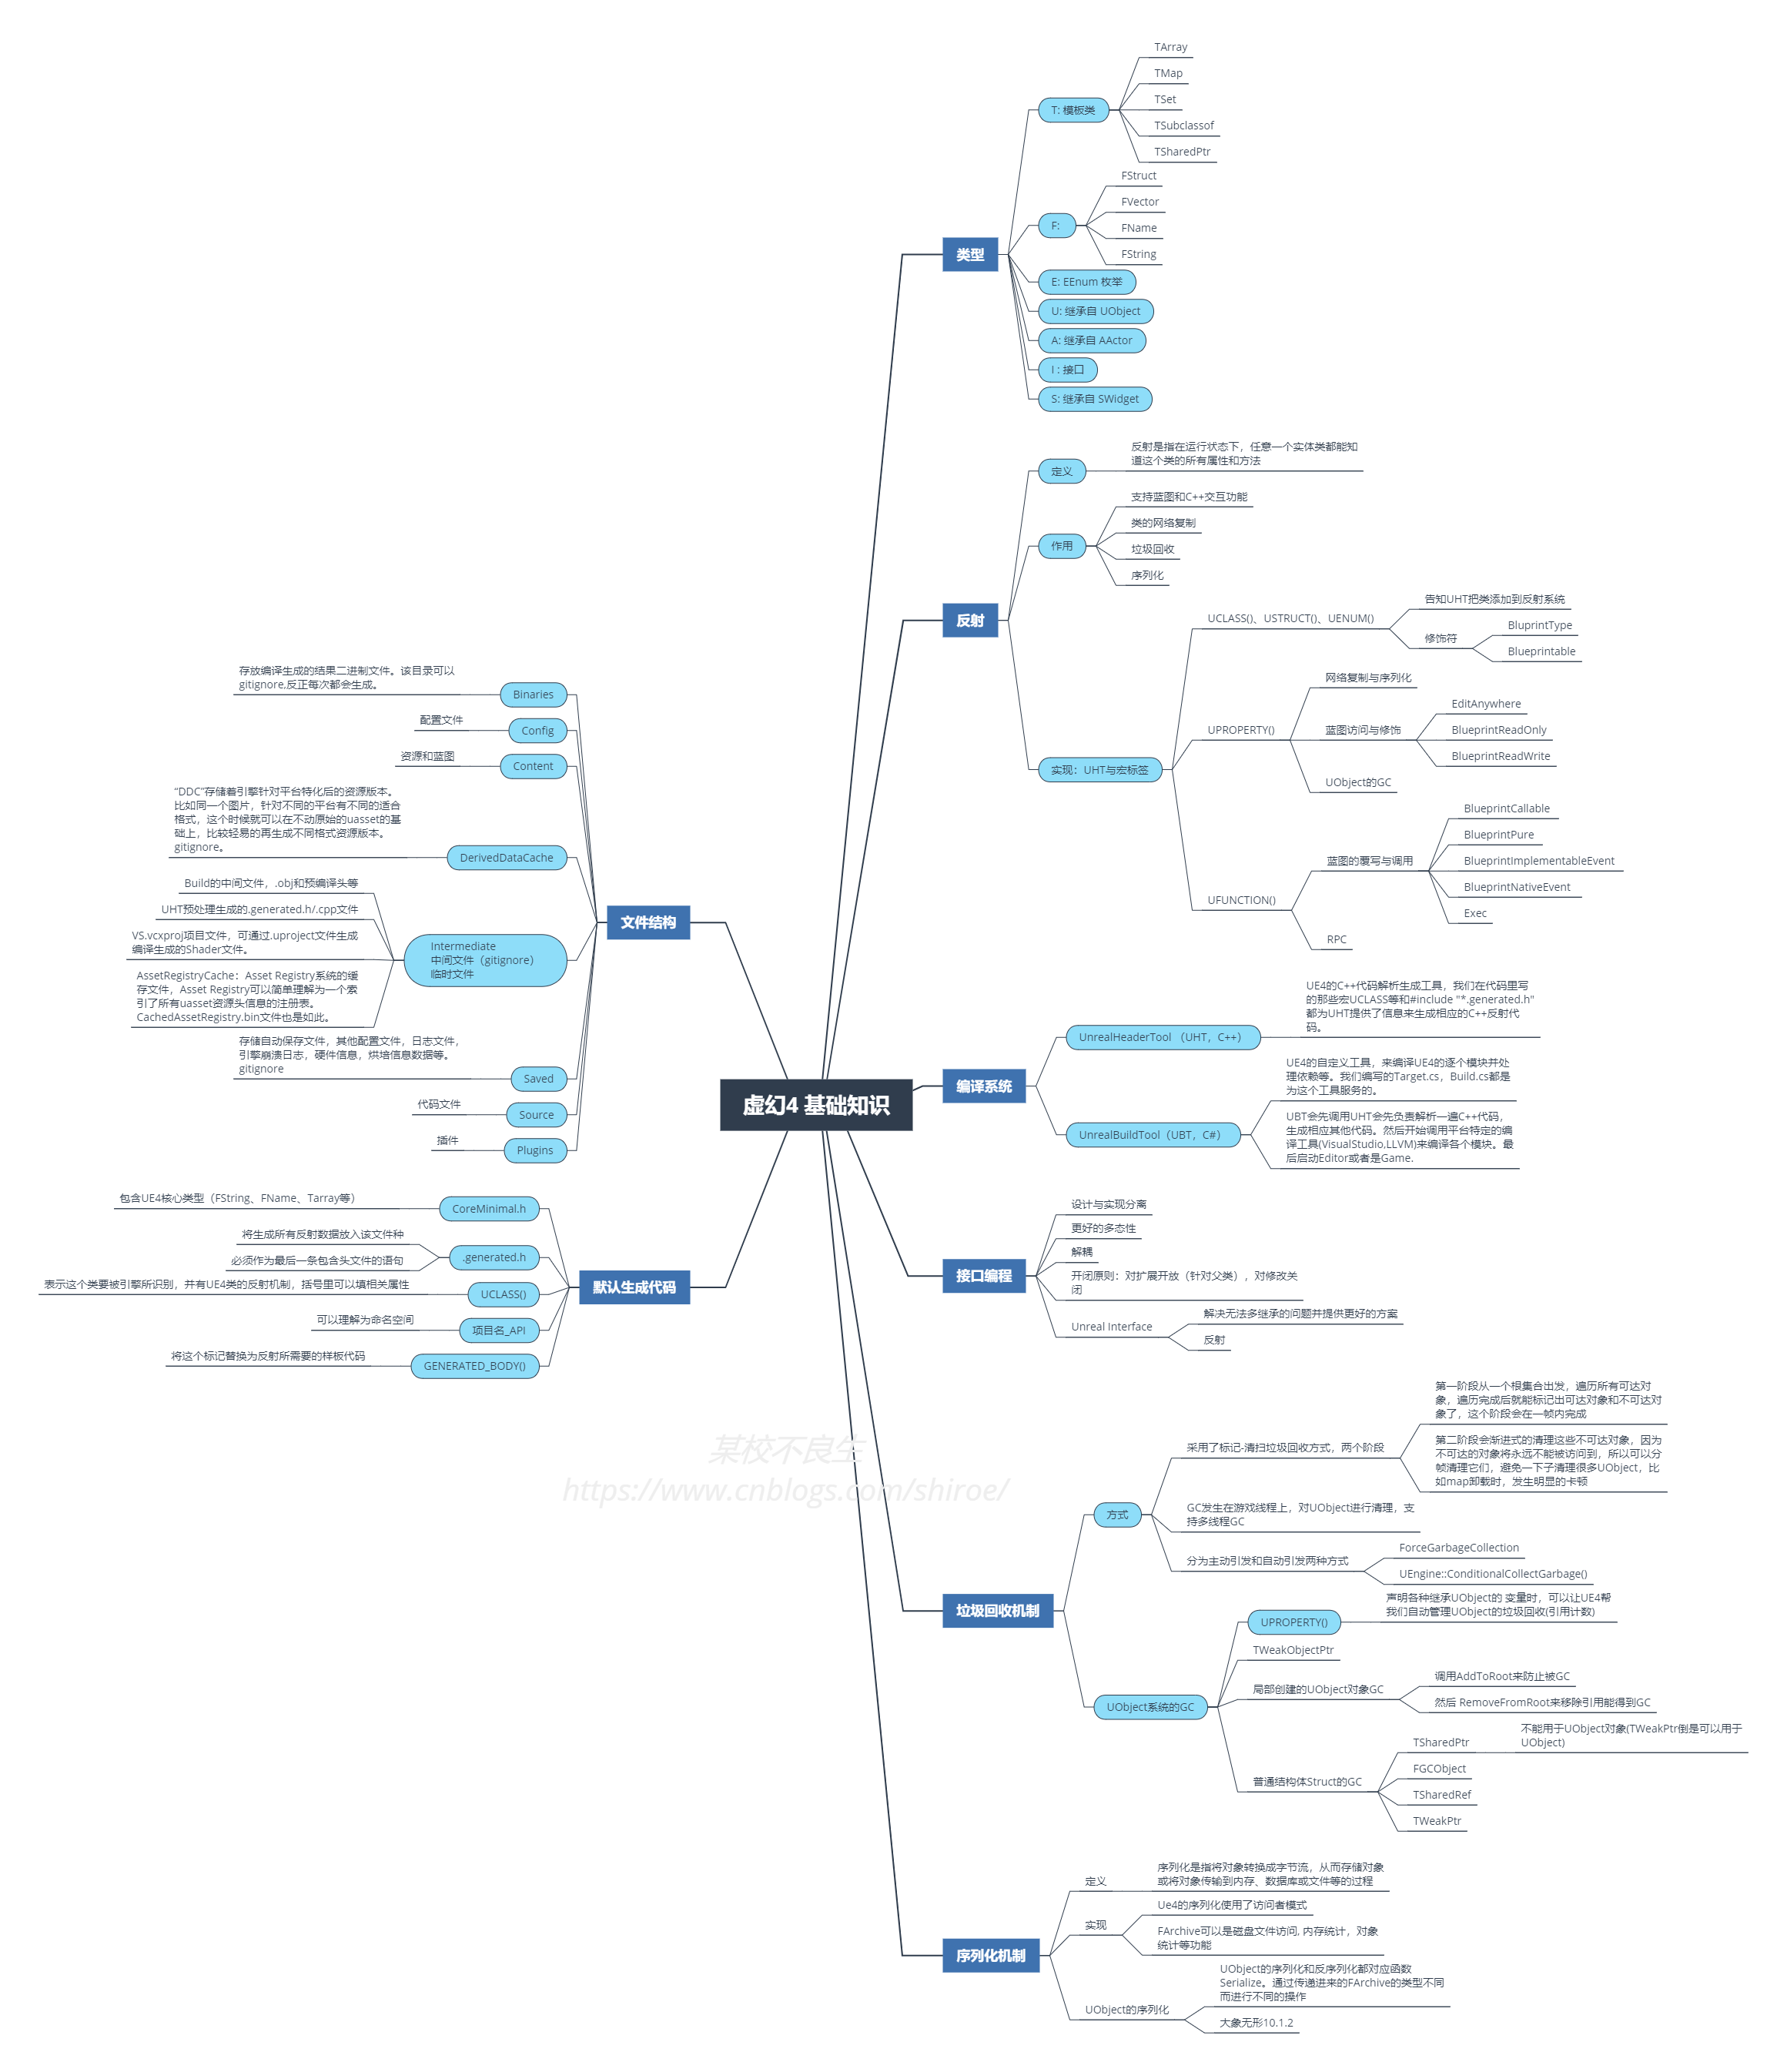 虚幻4 基础知识
类型
T: 模板类
TArray
TMap
TSet
TSubclassof
TSharedPtr
F:
FStruct
FVector
FName
FString
E: EEnum 枚举
U: 继承自 UObject
A: 继承自 AActor
I : 接口
S: 继承自 SWidget
反射
定义
反射是指在运行状态下，任意一个实体类都能知
道这个类的所有属性和方法
作用
支持蓝图和C++交互功能
类的网络复制
垃圾回收
序列化
实现：UHT与宏标签
UCLASS()、USTRUCT()、UENUM()
告知UHT把类添加到反射系统
修饰符
BluprintType
Blueprintable
UPROPERTY()
网络复制与序列化
蓝图访问与修饰
EditAnywhere
BlueprintReadOnly
BlueprintReadWrite
UObject的GC
UFUNCTION()
蓝图的覆写与调用
BlueprintCallable
BlueprintPure
BlueprintImplementableEvent
BlueprintNativeEvent
Exec
RPC
编译系统
UnrealHeaderTool （UHT，C++）
UE4的C++代码解析生成工具，我们在代码里写
的那些宏UCLASS等和#include "*.generated.h"
都为UHT提供了信息来生成相应的C++反射代
码。
UnrealBuildTool（UBT，C#）
UE4的自定义工具，来编译UE4的逐个模块并处
理依赖等。我们编写的Target.cs，Build.cs都是
为这个工具服务的。
UBT会先调用UHT会先负责解析一遍C++代码，
生成相应其他代码。然后开始调用平台特定的编
译工具(VisualStudio,LLVM)来编译各个模块。最
后启动Editor或者是Game.
接口编程
设计与实现分离
更好的多态性
解耦
开闭原则：对扩展开放（针对父类），对修改关
闭
Unreal Interface
解决无法多继承的问题并提供更好的方案
反射
垃圾回收机制
方式
采用了标记-清扫垃圾回收方式，两个阶段
第一阶段从一个根集合出发，遍历所有可达对
象，遍历完成后就能标记出可达对象和不可达对
象了，这个阶段会在一帧内完成
第二阶段会渐进式的清理这些不可达对象，因为
不可达的对象将永远不能被访问到，所以可以分
帧清理它们，避免一下子清理很多UObject，比
如map卸载时，发生明显的卡顿
GC发生在游戏线程上，对UObject进行清理，支
持多线程GC
分为主动引发和自动引发两种方式
ForceGarbageCollection
UEngine::ConditionalCollectGarbage()
UObject系统的GC
UPROPERTY()
声明各种继承UObject的 变量时，可以让UE4帮
我们自动管理UObject的垃圾回收(引用计数)
TWeakObjectPtr
局部创建的UObject对象GC
调用AddToRoot来防止被GC
然后 RemoveFromRoot来移除引用能得到GC
普通结构体Struct的GC
TSharedPtr
不能用于UObject对象(TWeakPtr倒是可以用于
UObject)
FGCObject
TSharedRef
TWeakPtr
序列化机制
定义
序列化是指将对象转换成字节流，从而存储对象
或将对象传输到内存、数据库或文件等的过程
实现
Ue4的序列化使用了访问者模式
FArchive可以是磁盘文件访问, 内存统计，对象
统计等功能
UObject的序列化
UObject的序列化和反序列化都对应函数
Serialize。通过传递进来的FArchive的类型不同
而进行不同的操作
大象无形10.1.2
文件结构
Binaries
存放编译生成的结果二进制文件。该目录可以
gitignore,反正每次都会生成。
Config
配置文件
Content
资源和蓝图
DerivedDataCache
“DDC”存储着引擎针对平台特化后的资源版本。
比如同一个图片，针对不同的平台有不同的适合
格式，这个时候就可以在不动原始的uasset的基
础上，比较轻易的再生成不同格式资源版本。
gitignore。
Intermediate
中间文件（gitignore）
临时文件
Build的中间文件，.obj和预编译头等
UHT预处理生成的.generated.h/.cpp文件
VS.vcxproj项目文件，可通过.uproject文件生成
编译生成的Shader文件。
AssetRegistryCache：Asset Registry系统的缓
存文件，Asset Registry可以简单理解为一个索
引了所有uasset资源头信息的注册表。
CachedAssetRegistry.bin文件也是如此。
Saved
存储自动保存文件，其他配置文件，日志文件，
引擎崩溃日志，硬件信息，烘培信息数据等。
gitignore
Source
代码文件
Plugins
插件
默认生成代码
CoreMinimal.h
包含UE4核心类型（FString、FName、Tarray等）
.generated.h
将生成所有反射数据放入该文件种
必须作为最后一条包含头文件的语句
UCLASS()
表示这个类要被引擎所识别，并有UE4类的反射机制，括号里可以填相关属性
项目名_API
可以理解为命名空间
GENERATED_BODY()
将这个标记替换为反射所需要的样板代码
某校不良生
https://www.cnblogs.com/shiroe/